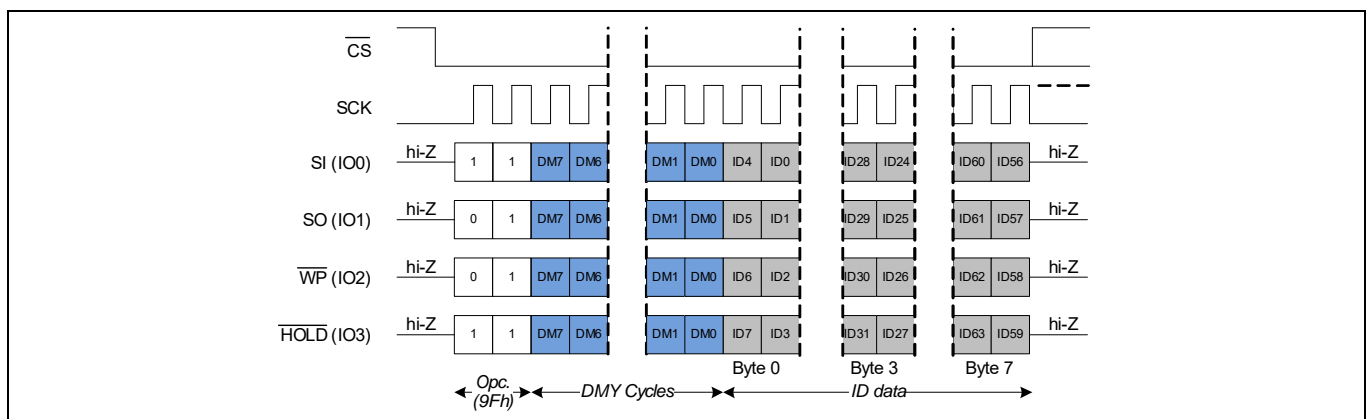 CS
SCK
SI (IO0) hi-Z 1 1 DM7 DM6 DM1 DM0 ID4 ID0 ID28 ID24 ID60 ID56 hi-Z
SO (IO1) hi-Z 0 1 DM7 DM6 DM1 DM0 ID5 ID1 ID29 ID25 ID61 ID57 hi-Z
WP (IO2) hi-Z 0 1 DM7 DM6 DM1 DM0 ID6 ID2 ID30 ID26 ID62 ID58 hi-Z
HOLD (IO3) hi-Z 1 1 DM7 DM6 DM1 DM0 ID7 ID3 ID31 ID27 ID63 ID59 hi-Z
Byte 0 Byte 3 Byte 7
Opc. DMY Cycles ID data
(9Fh)